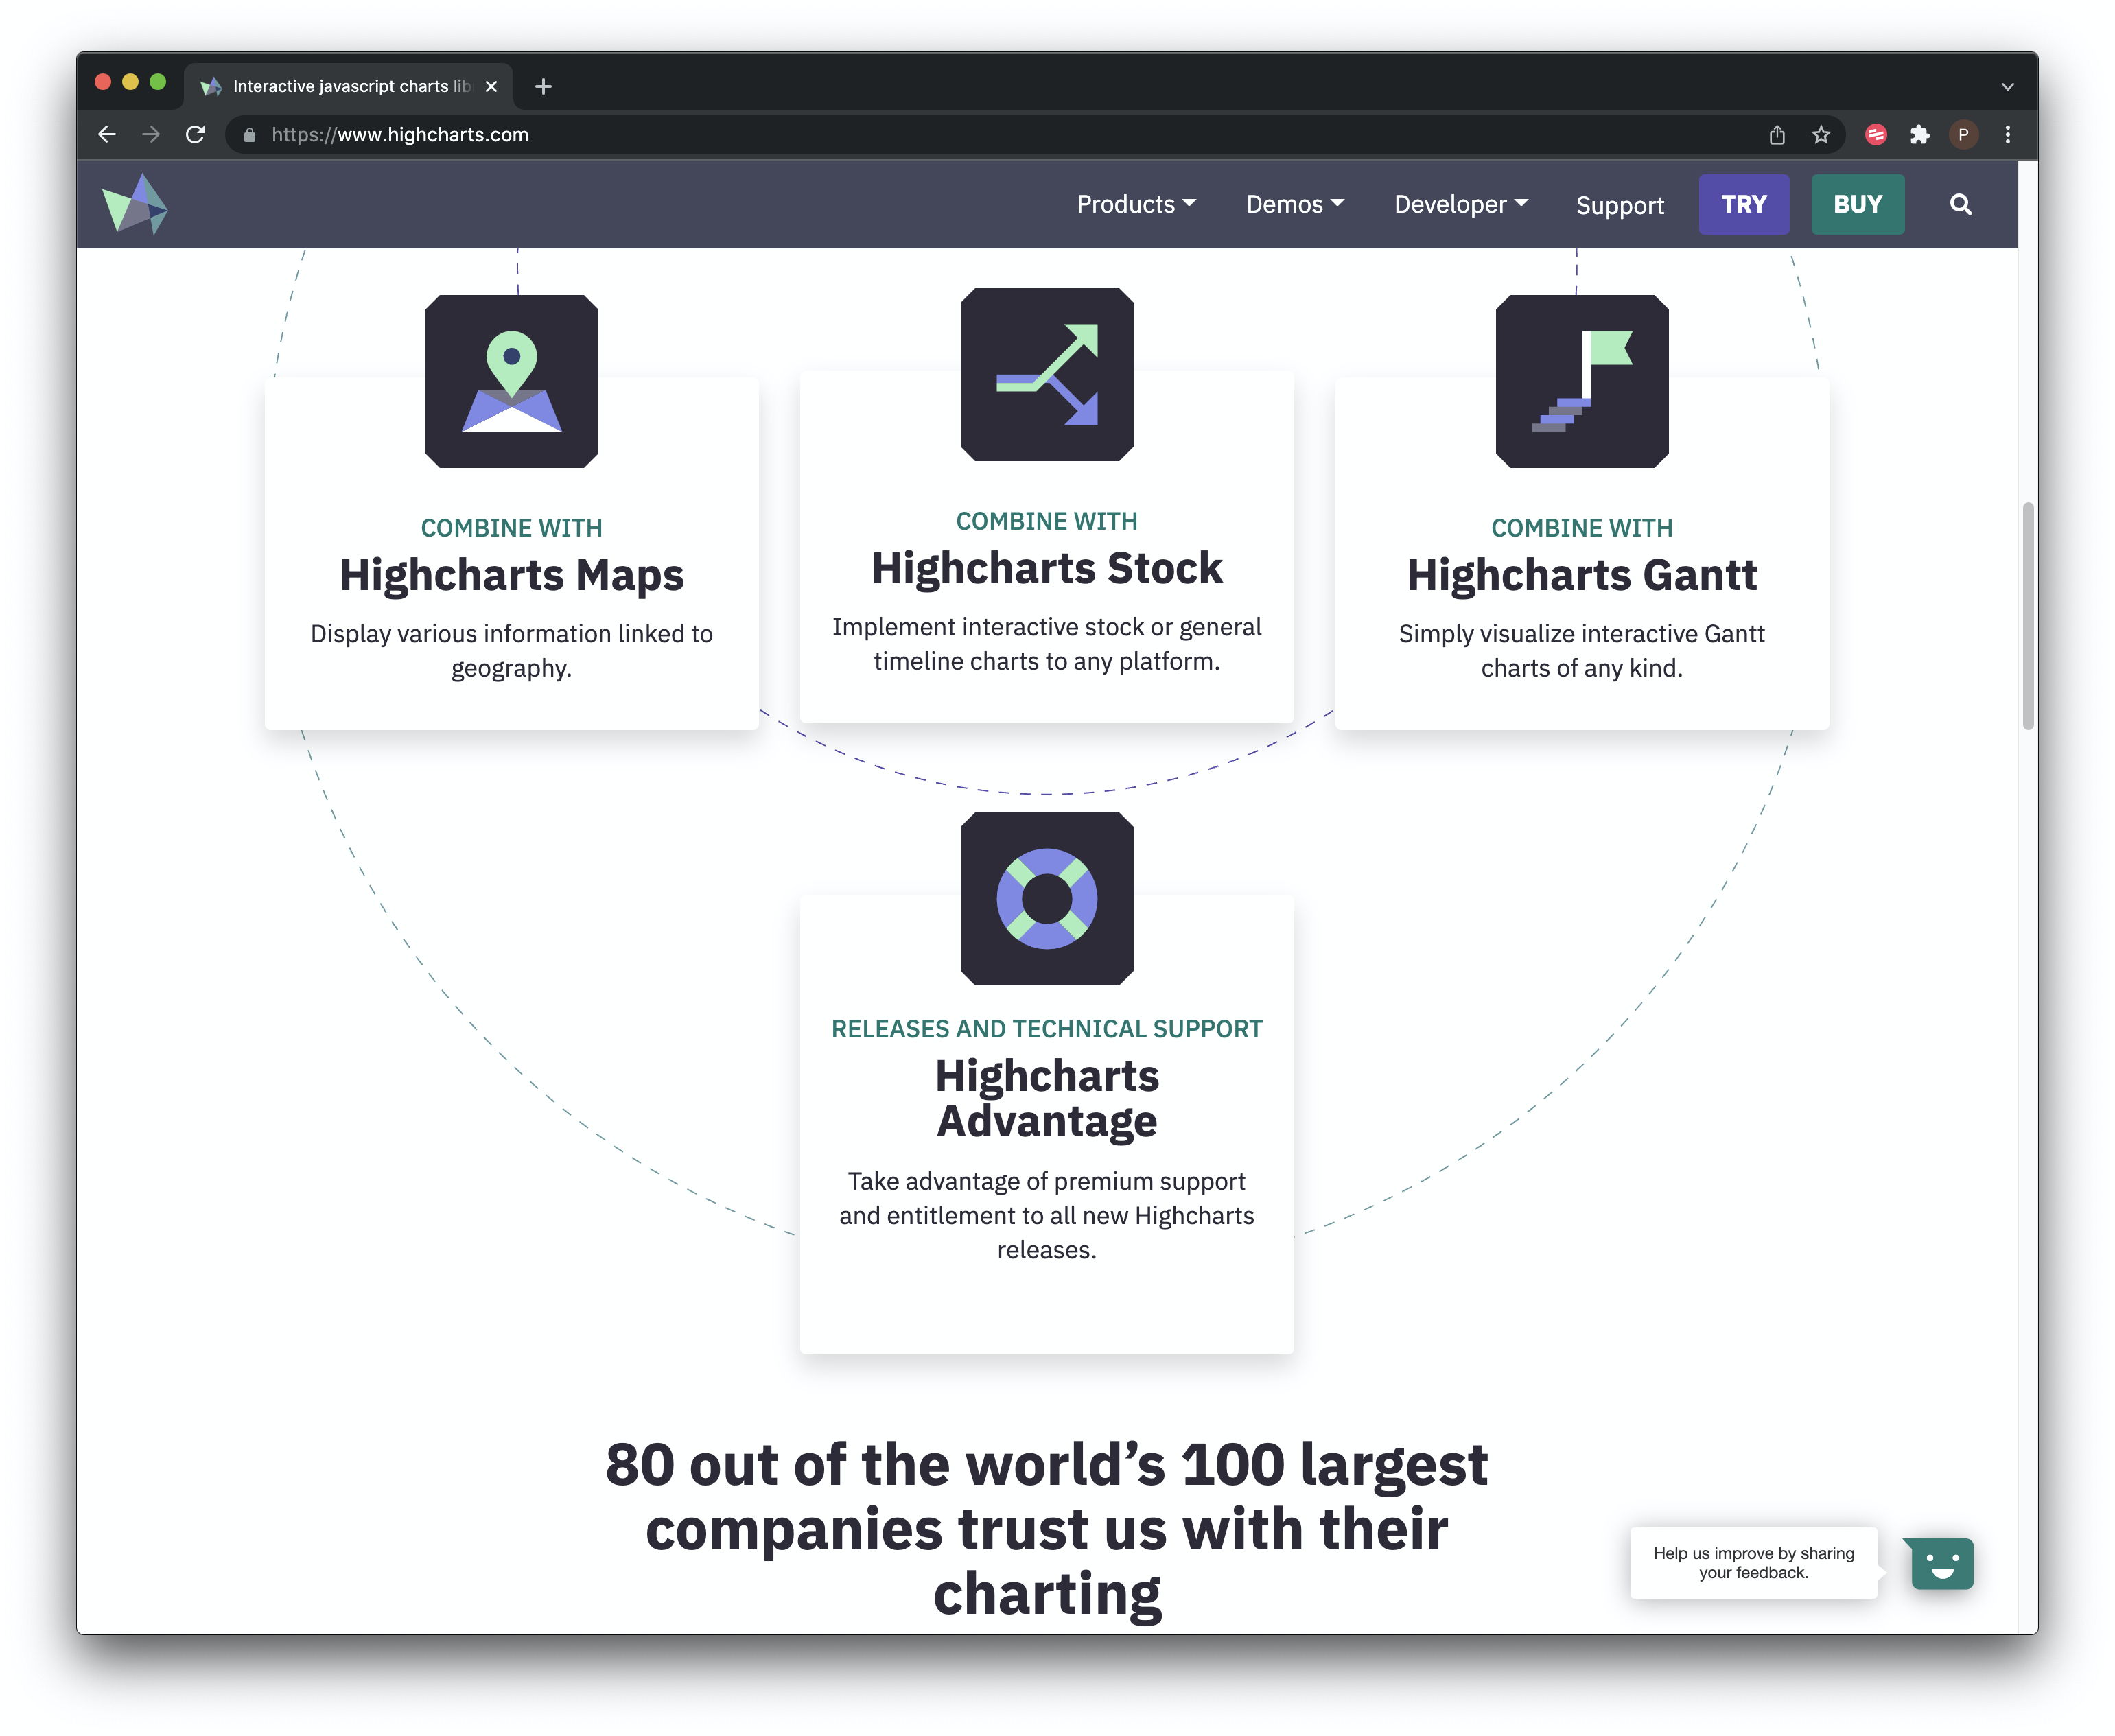 Interactive javascript charts lib
https://www.highcharts.com
P
Products
Demos
Developer
Support
TRY
BUY
COMBINE WITH
Highcharts Maps
Display various information linked to
geography.
COMBINE WITH
Highcharts Stock
Implement interactive stock or general
timeline charts to any platform.
COMBINE WITH
Highcharts Gantt
Simply visualize interactive Gantt
charts of any kind.
RELEASES AND TECHNICAL SUPPORT
Highcharts
Advantage
Take advantage of premium support
and entitlement to all new Highcharts
releases.
80 out of the world’s 100 largest
companies trust us with their
charting
Help us improve by sharing
your feedback.